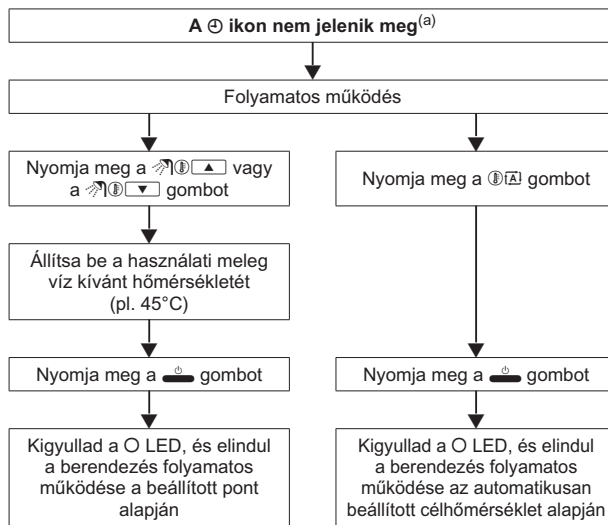 A ⏲ ikon nem jelenik meg(a)
Folyamatos működés
Nyomja meg a ▲ vagy
a ▼ gombot
Állítsa be a használati meleg
víz kívánt hőmérsékletét
(pl. 45°C)
Nyomja meg a gombot
Kigyullad a O LED, és elindul
a berendezés folyamatos
működése a beállított pont
alapján
Nyomja meg a A gombot
Nyomja meg a gombot
Kigyullad a O LED, és elindul
a berendezés folyamatos
működése az automatikusan
beállított célhőmérséklet alapján